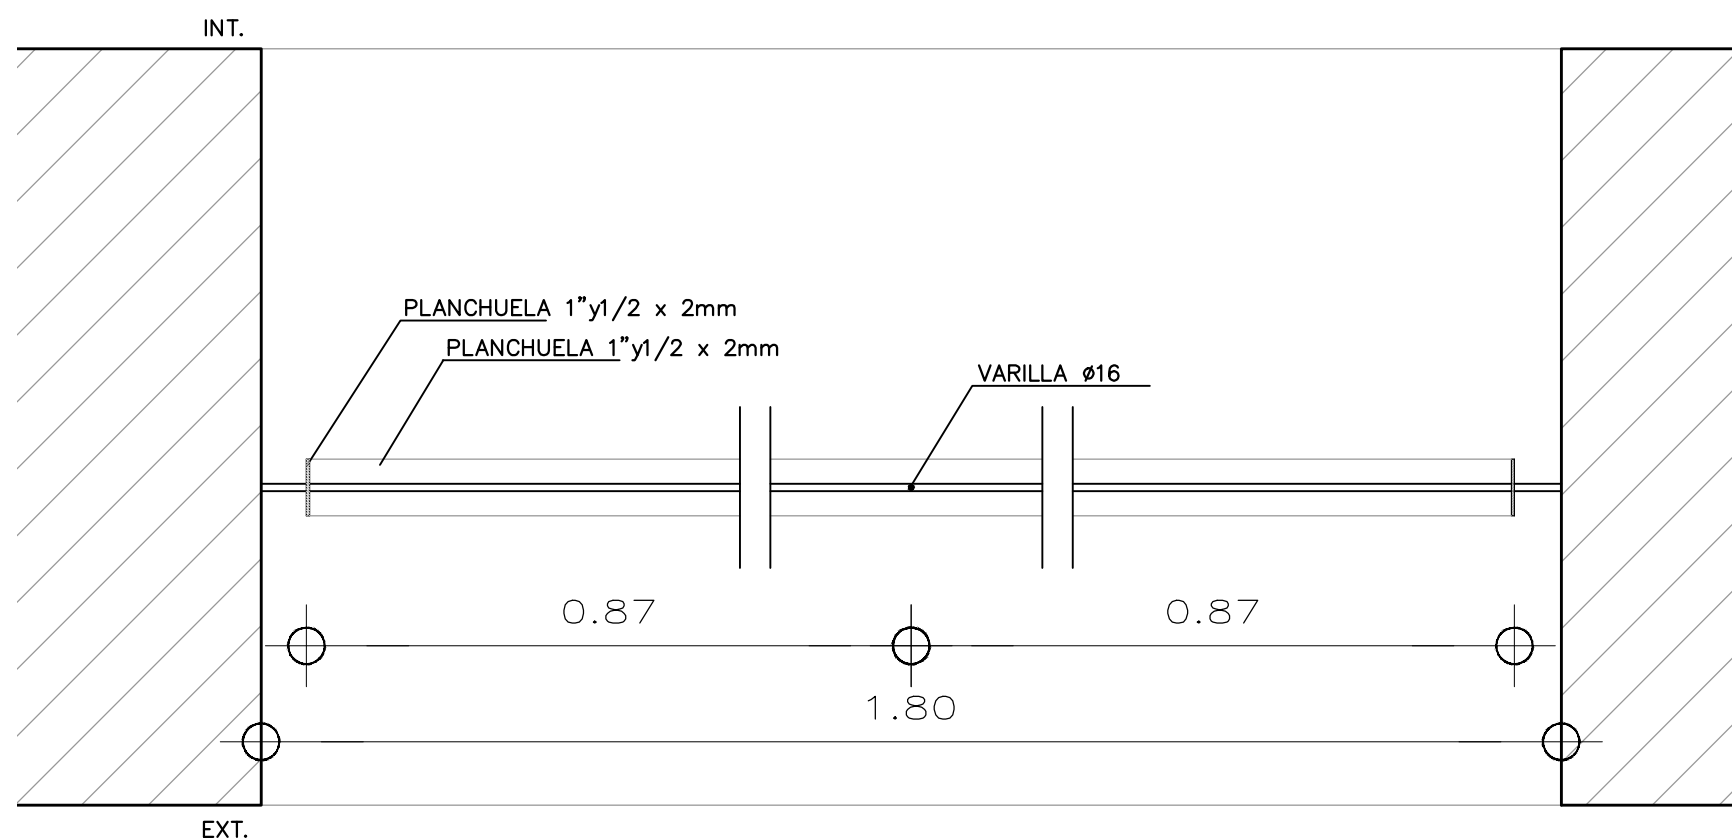 INT.
PLANCHUELA 1"y1/2 x 2mm
PLANCHUELA 1"y1/2 x 2mm
VARILLA ø16
0.87
0.87
1.80
EXT.